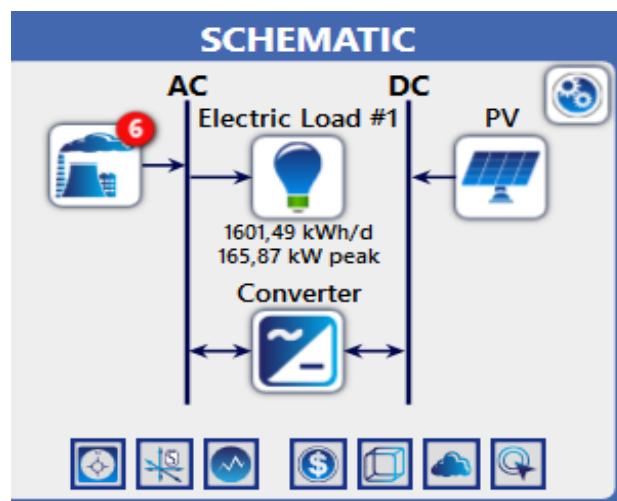 SCHEMATIC
AC
DC
6
Electric Load #1
PV
1601,49 kWh/d
165,87 kW peak
Converter
S
$